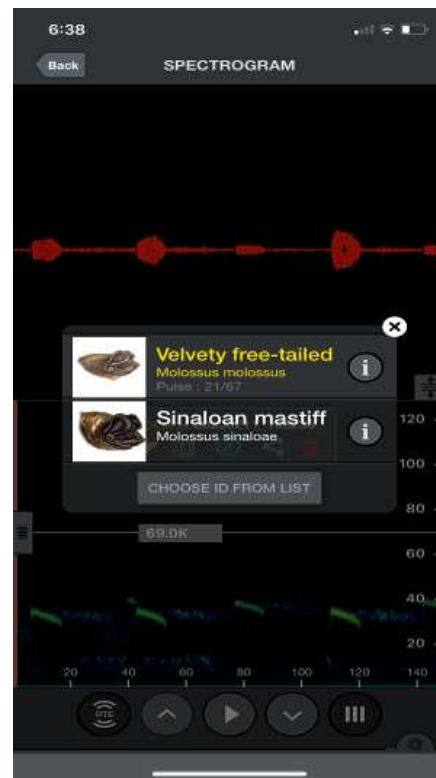 6:38
Back
SPECTROGRAM
Velvety free-tailed
Molossus molossus
Pulse : 21/67
Sinaloan mastiff
Molossus sinaloae
CHOOSE ID FROM LIST
120
100
80
69.0K
60
40
20
20 40 60 80 100 120 140
RTE